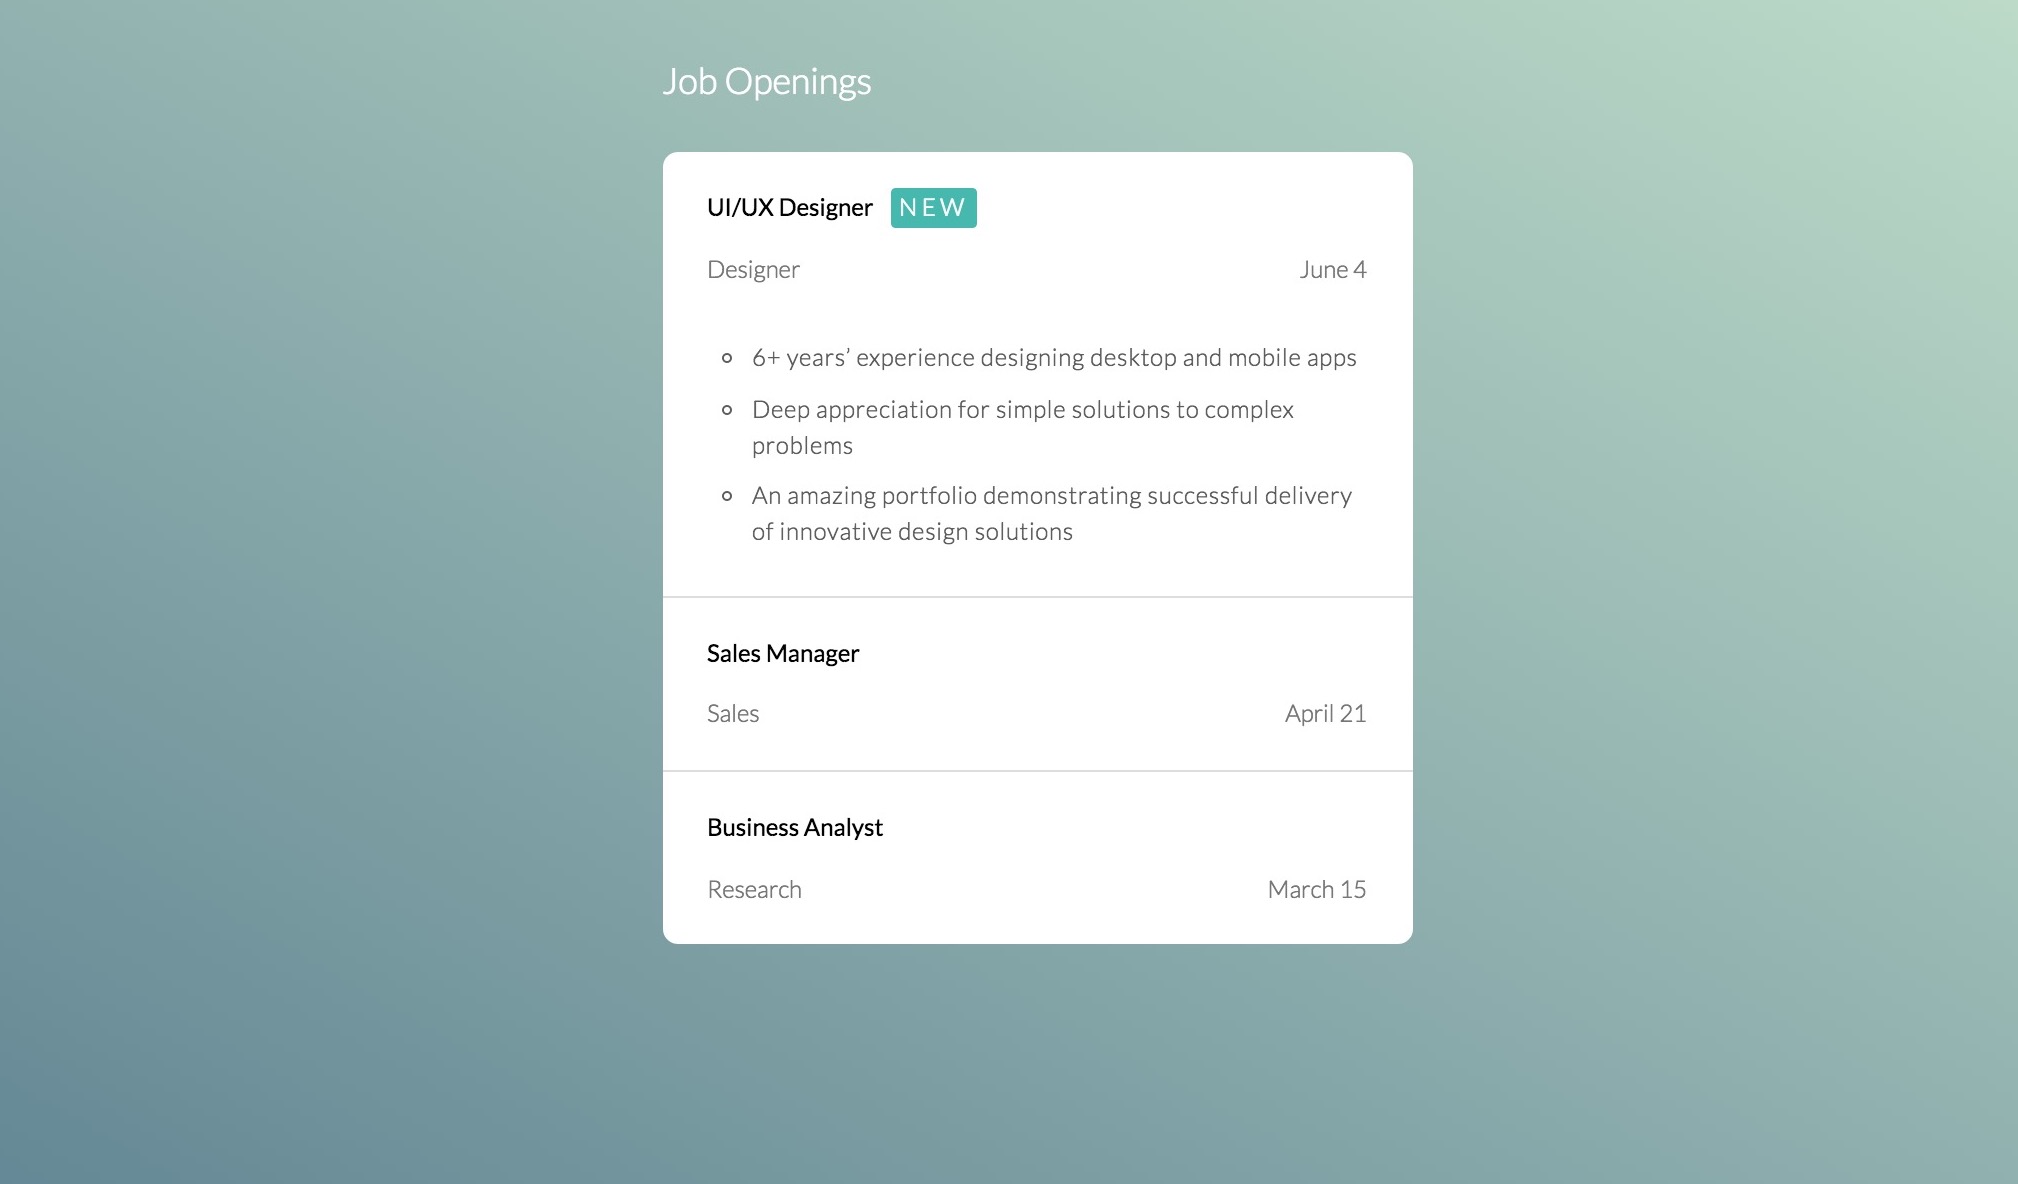 Job Openings
UI/UX Designer NEW
Designer June 4
6+ years’ experience designing desktop and mobile apps
Deep appreciation for simple solutions to complex
problems
An amazing portfolio demonstrating successful delivery
of innovative design solutions
Sales Manager
Sales April 21
Business Analyst
Research March 15